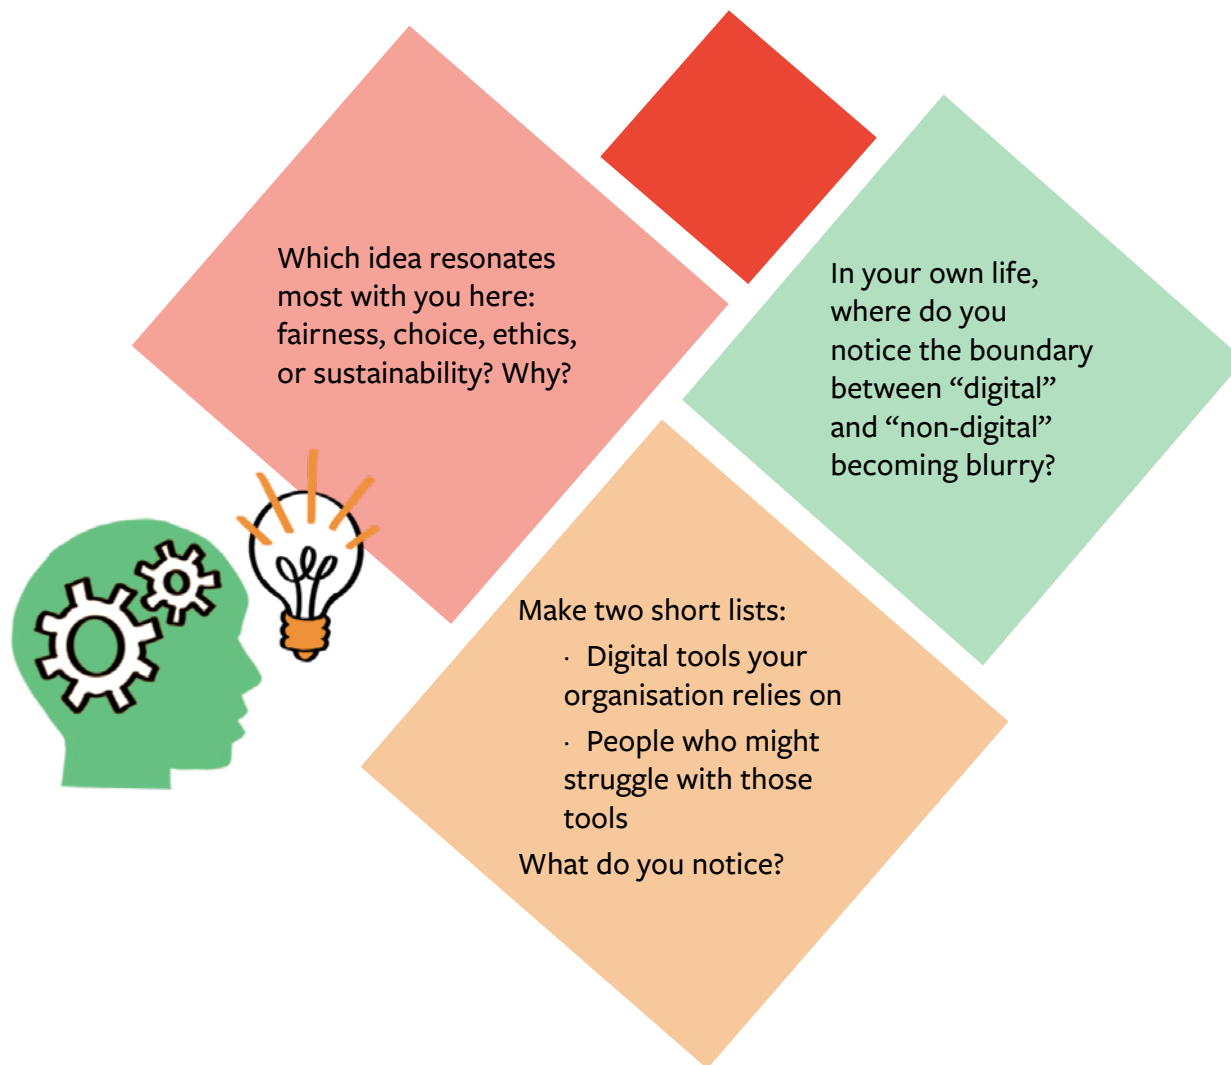 Which idea resonates
most with you here:
fairness, choice, ethics,
or sustainability? Why?
In your own life,
where do you
notice the boundary
between “digital”
and “non-digital”
becoming blurry?
Make two short lists:
· Digital tools your
organisation relies on
· People who might
struggle with those
tools
What do you notice?